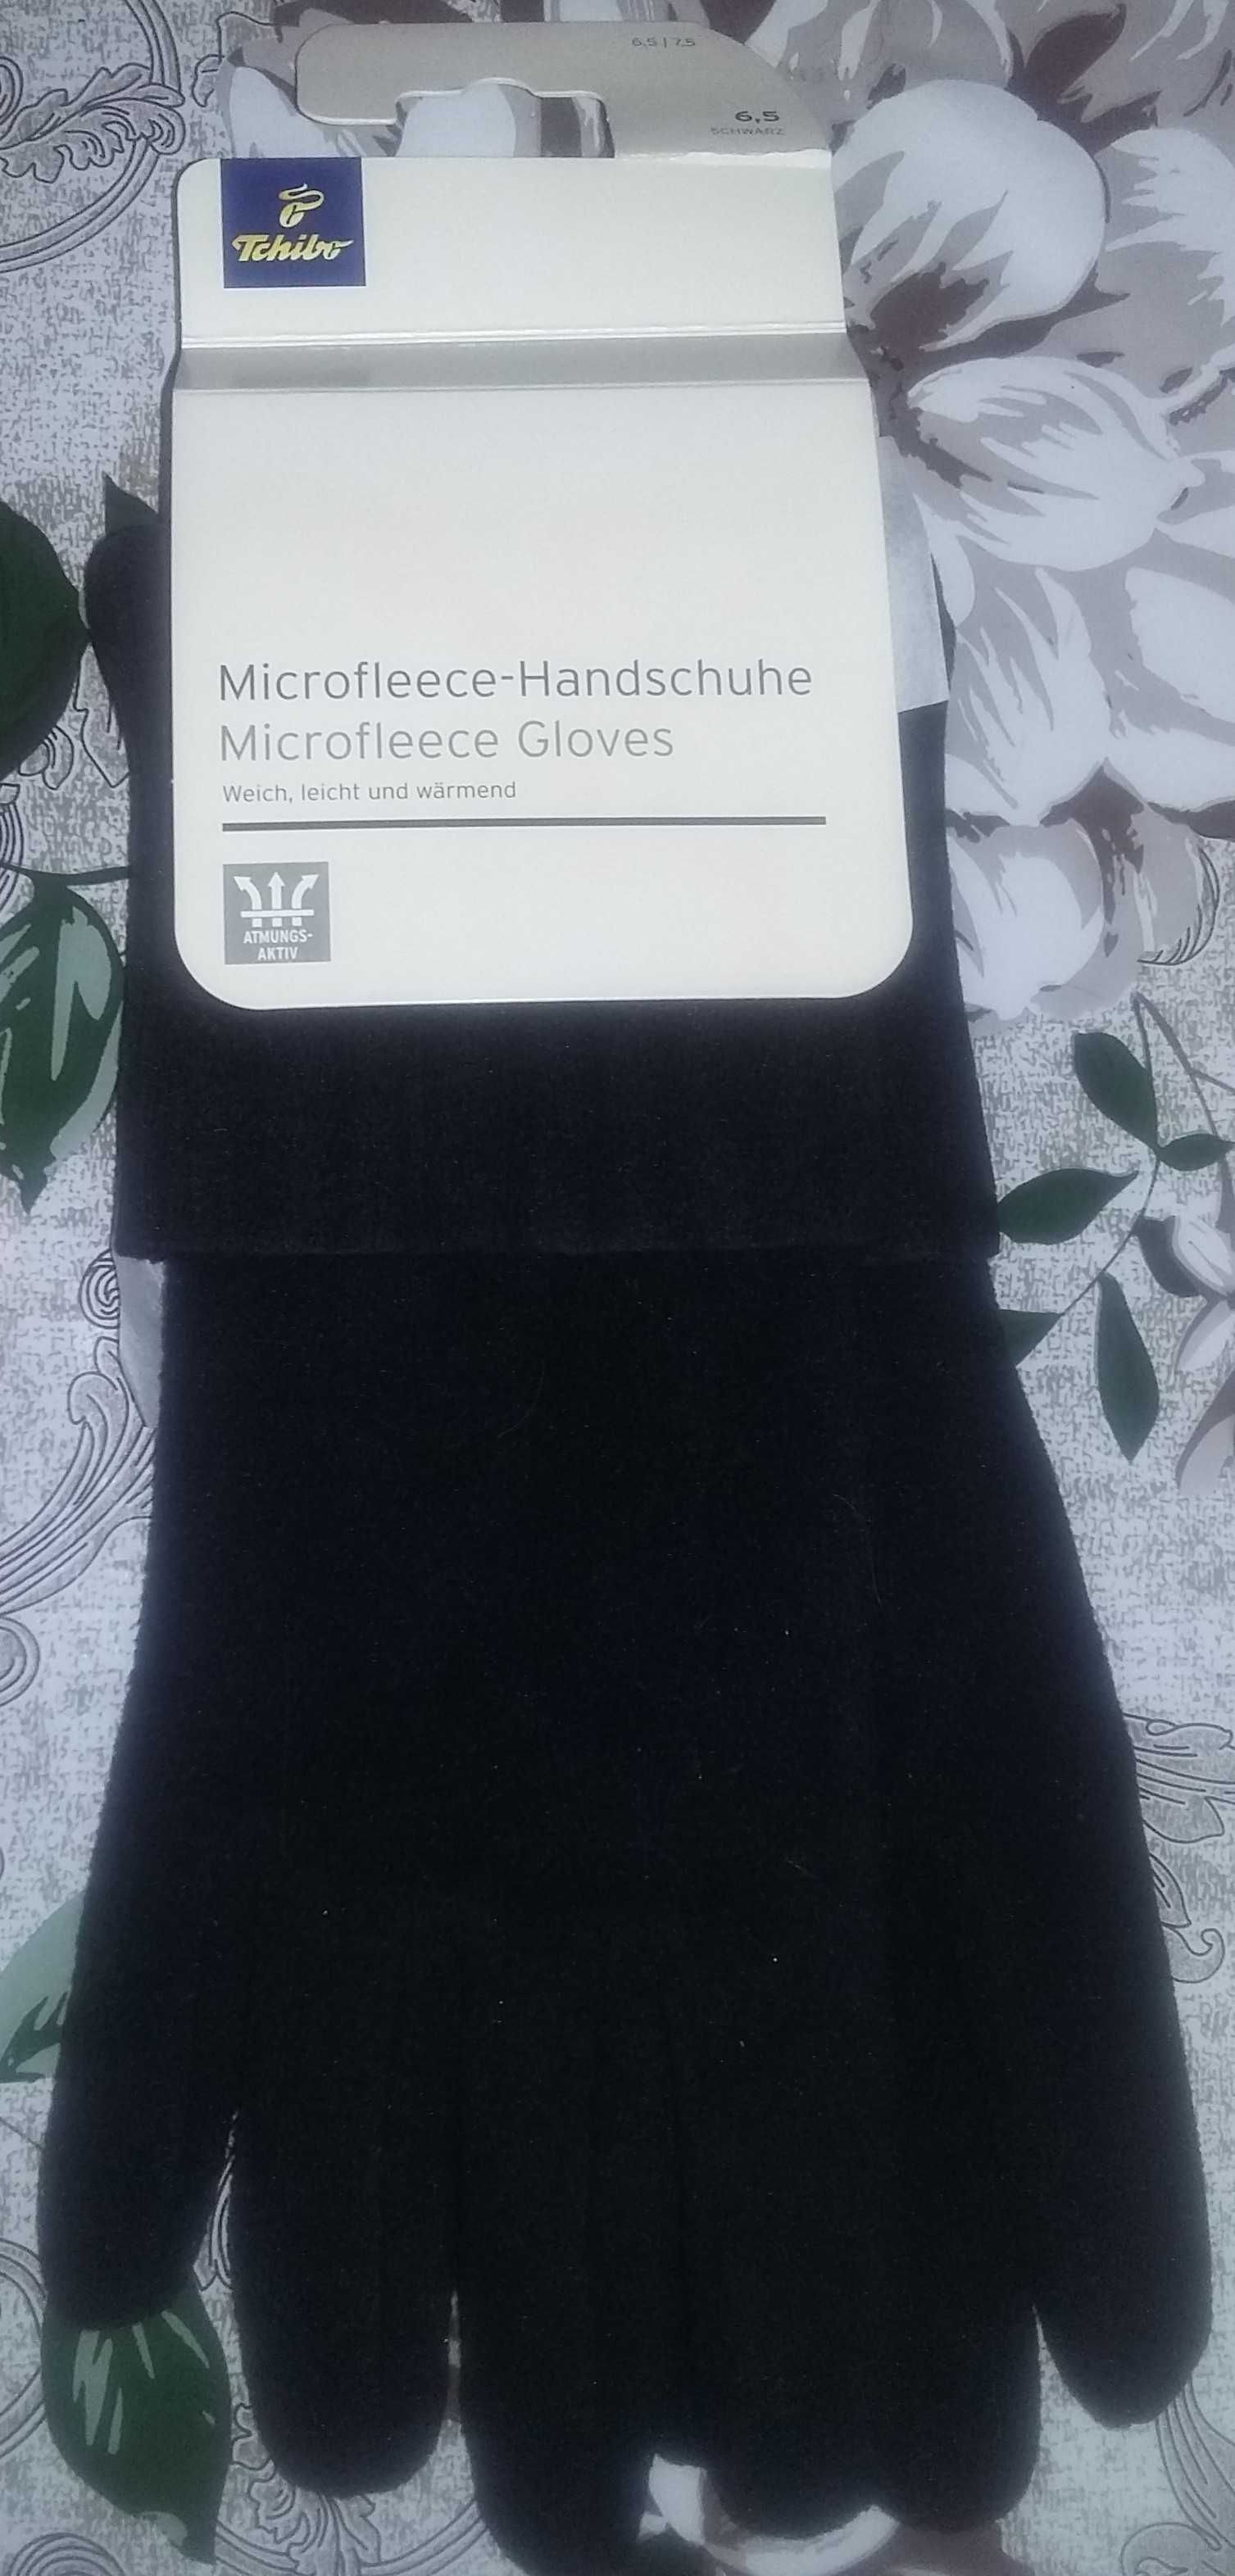 6,5 | 7,5
6,5
SCHWARZ
Tchibo
Microfleece-Handschuhe
Microfleece Gloves
Weich, leicht und wärmend
ATMUNGS-
AKTIV